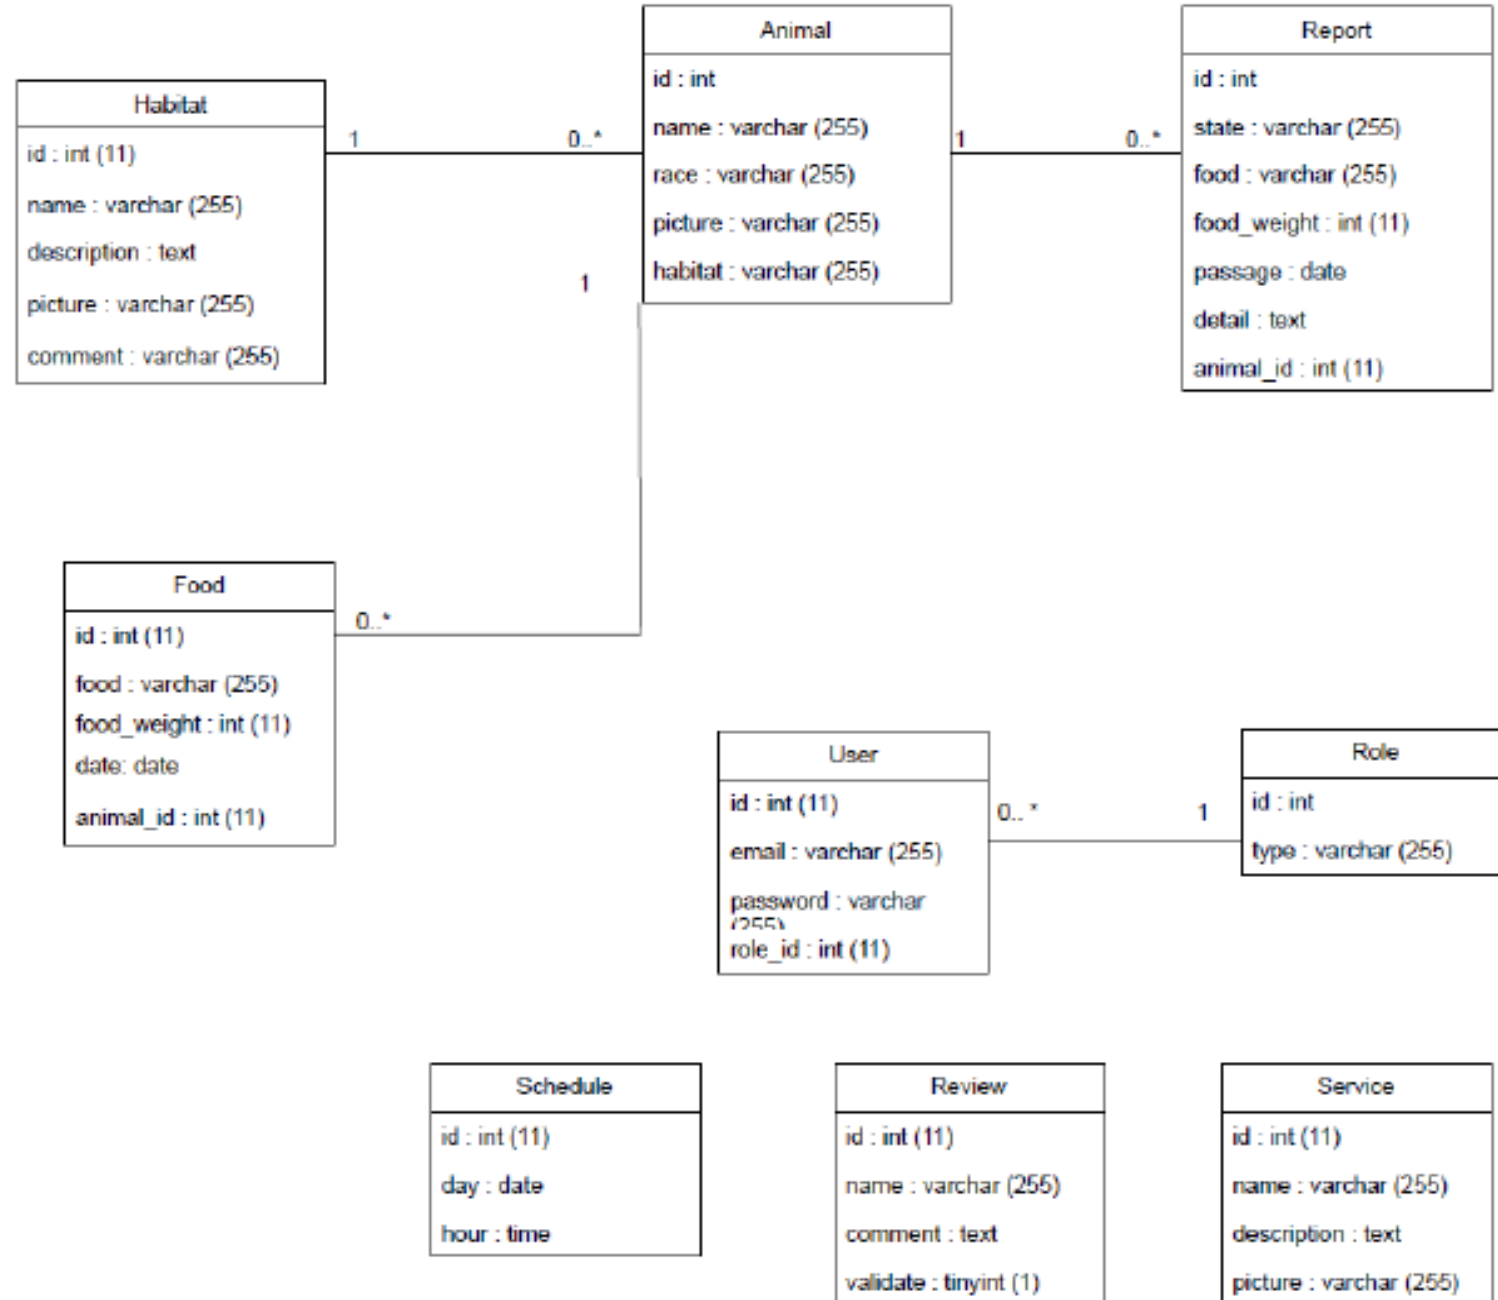 Animal
id : int
name : varchar (255)
race : varchar (255)
picture : varchar (255)
habitat : varchar (255)
Report
id : int
state : varchar (255)
food : varchar (255)
food_weight : int (11)
passage : date
detail : text
animal_id : int (11)
Habitat
id : int (11)
name : varchar (255)
description : text
picture : varchar (255)
comment : varchar (255)
1
0..*
1
0..*
1
0..*
Food
id : int (11)
food : varchar (255)
food_weight : int (11)
date: date
animal_id : int (11)
User
id : int (11)
email : varchar (255)
password : varchar
(255)
role_id : int (11)
0.. *
1
Role
id : int
type : varchar (255)
Schedule
id : int (11)
day : date
hour : time
Review
id : int (11)
name : varchar (255)
comment : text
validate : tinyint (1)
Service
id : int (11)
name : varchar (255)
description : text
picture : varchar (255)